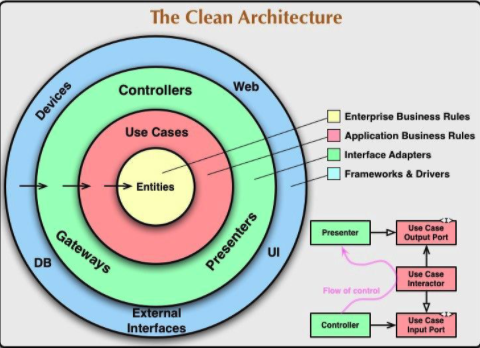 The Clean Architecture
Devices
Web
Controllers
Use Cases
Entities
Gateways
Presenters
DB
UI
External
Interfaces
Enterprise Business Rules
Application Business Rules
Interface Adapters
Frameworks & Drivers
Presenter
Use Case
Output Port
<I>
Flow of control
Use Case
Interactor
Controller
Use Case
Input Port
<I>